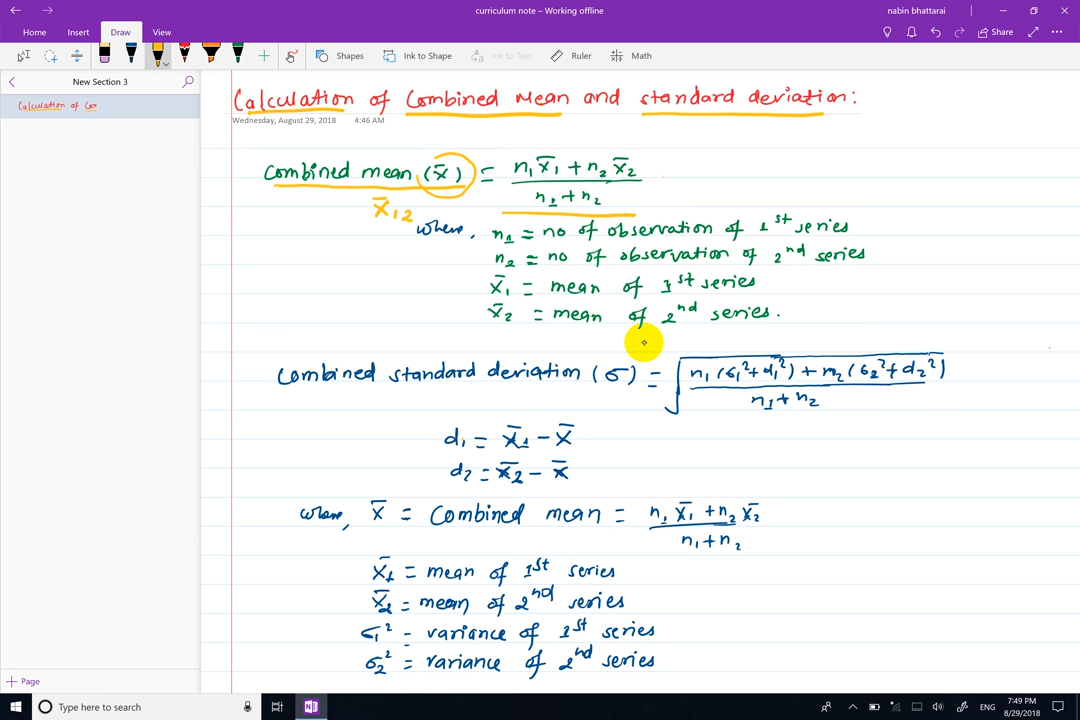 curriculum note – Working offline
nabin bhattarai
Home Insert Draw View
Share
Shapes Ink to Shape Ink to Text Ruler Math
New Section 3
Calculation of Com
Calculation of Combined Mean and standard deviation:
Wednesday, August 29, 2018 4:46 AM
Combined mean (x̄) = n₁x̄₁ + n₂x̄₂ / n₁ + n₂
x̄₁₂
where, n₁ = no of observation of 1st series
n₂ = no of observation of 2nd series
x̄₁ = mean of 1st series
x̄₂ = mean of 2nd series.
Combined standard deviation (σ) = √ n₁(σ₁²+d₁²) + n₂(σ₂²+d₂²) / n₁+n₂
d₁ = x̄₁ – x̄
d₂ = x̄₂ – x̄
where, x̄ = Combined mean = n₁x̄₁ + n₂x̄₂ / n₁ + n₂
x̄₁ = mean of 1st series
x̄₂ = mean of 2nd series
σ₁² = variance of 1st series
σ₂² = variance of 2nd series
+ Page
Type here to search
ENG
7:49 PM
8/29/2018